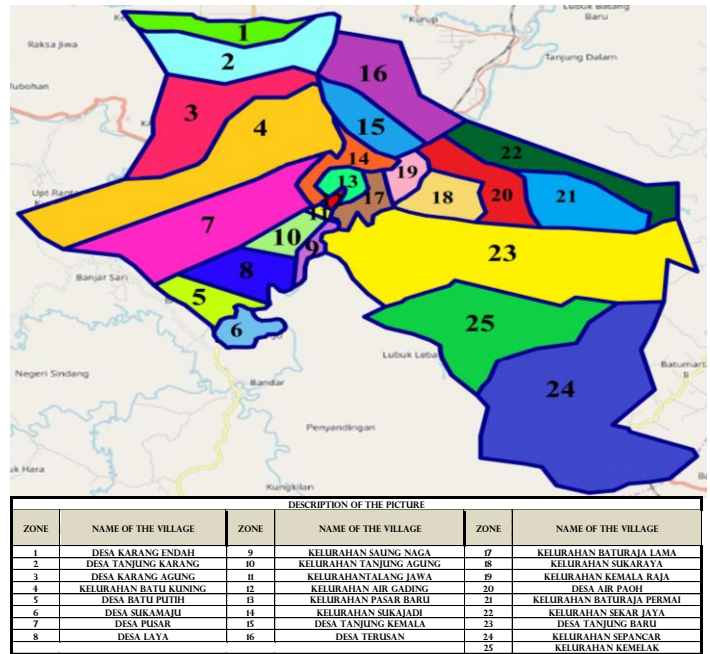 Lubuk Batang
Baru
Kurup
1
Raksa Jiwa
2
Tanjung Dalam
16
3
15
4
22
14
19
13
Upt Ranta
17
18
20
21
11
7
10
9
23
8
Banjar Sari
5
25
6
Lubuk Leba
Batumart
Negeri Sindang
Bandar
24
Penyandingan
uk Hara
Kungkilan
DESCRIPTION OF THE PICTURE
ZONE NAME OF THE VILLAGE ZONE NAME OF THE VILLAGE ZONE NAME OF THE VILLAGE
1 DESA KARANG ENDAH 9 KELURAHAN SAUNG NAGA 17 KELURAHAN BATURAJA LAMA
2 DESA TANJUNG KARANG 10 KELURAHAN TANJUNG AGUNG 18 KELURAHAN SUKARAYA
3 DESA KARANG AGUNG 11 KELURAHANTALANG JAWA 19 KELURAHAN KEMALA RAJA
4 KELURAHAN BATU KUNING 12 KELURAHAN AIR GADING 20 DESA AIR PAOH
5 DESA BATU PUTIH 13 KELURAHAN PASAR BARU 21 KELURAHAN BATURAJA PERMAI
6 DESA SUKAMAJU 14 KELURAHAN SUKAJADI 22 KELURAHAN SEKAR JAYA
7 DESA PUSAR 15 DESA TANJUNG KEMALA 23 DESA TANJUNG BARU
8 DESA LAYA 16 DESA TERUSAN 24 KELURAHAN SEPANCAR
25 KELURAHAN KEMELAK